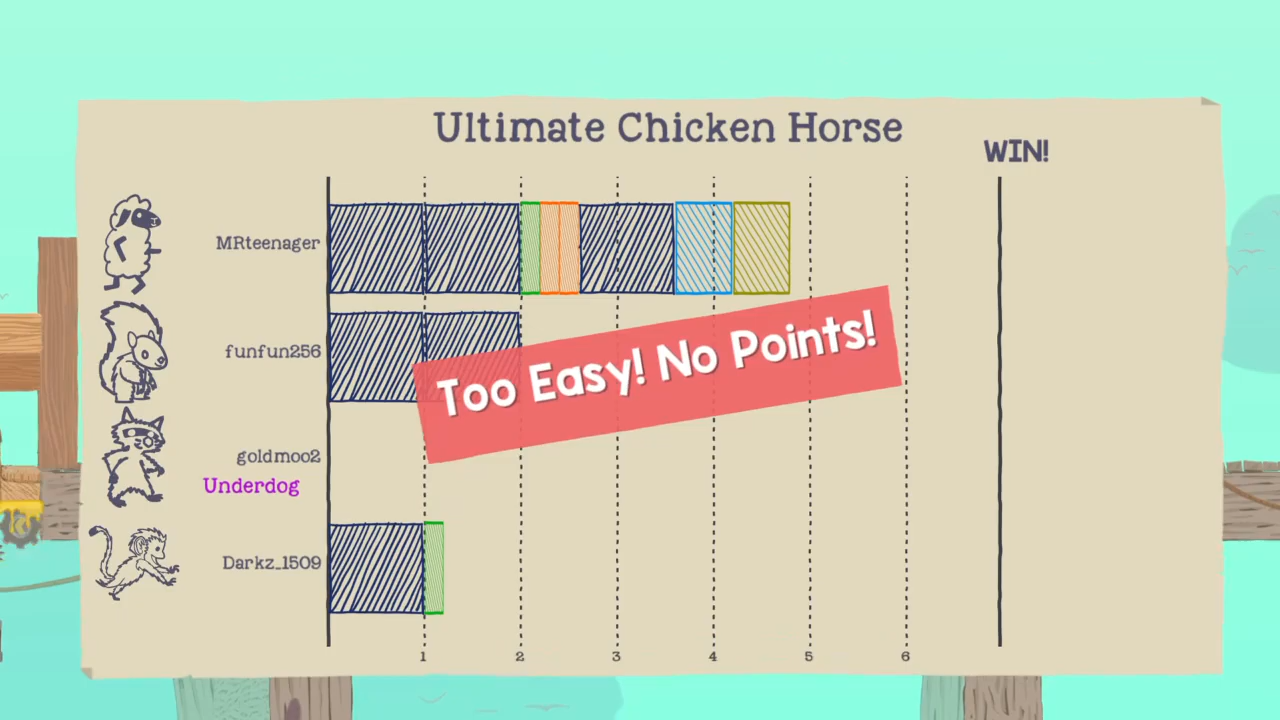 Ultimate Chicken Horse
WIN!
MRteenager
funfun256
Too Easy! No Points!
goldmoo2
Underdog
Darkz_1509
1 2 3 4 5 6